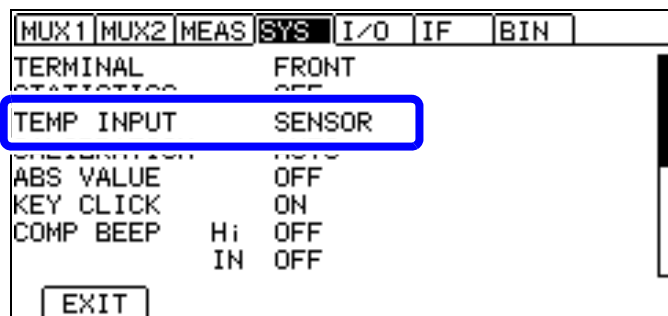 MUX1 MUX2 MEAS SYS I/O IF BIN
TERMINAL FRONT
TEMP INPUT SENSOR
ABS VALUE OFF
KEY CLICK ON
COMP BEEP Hi OFF
IN OFF
EXIT